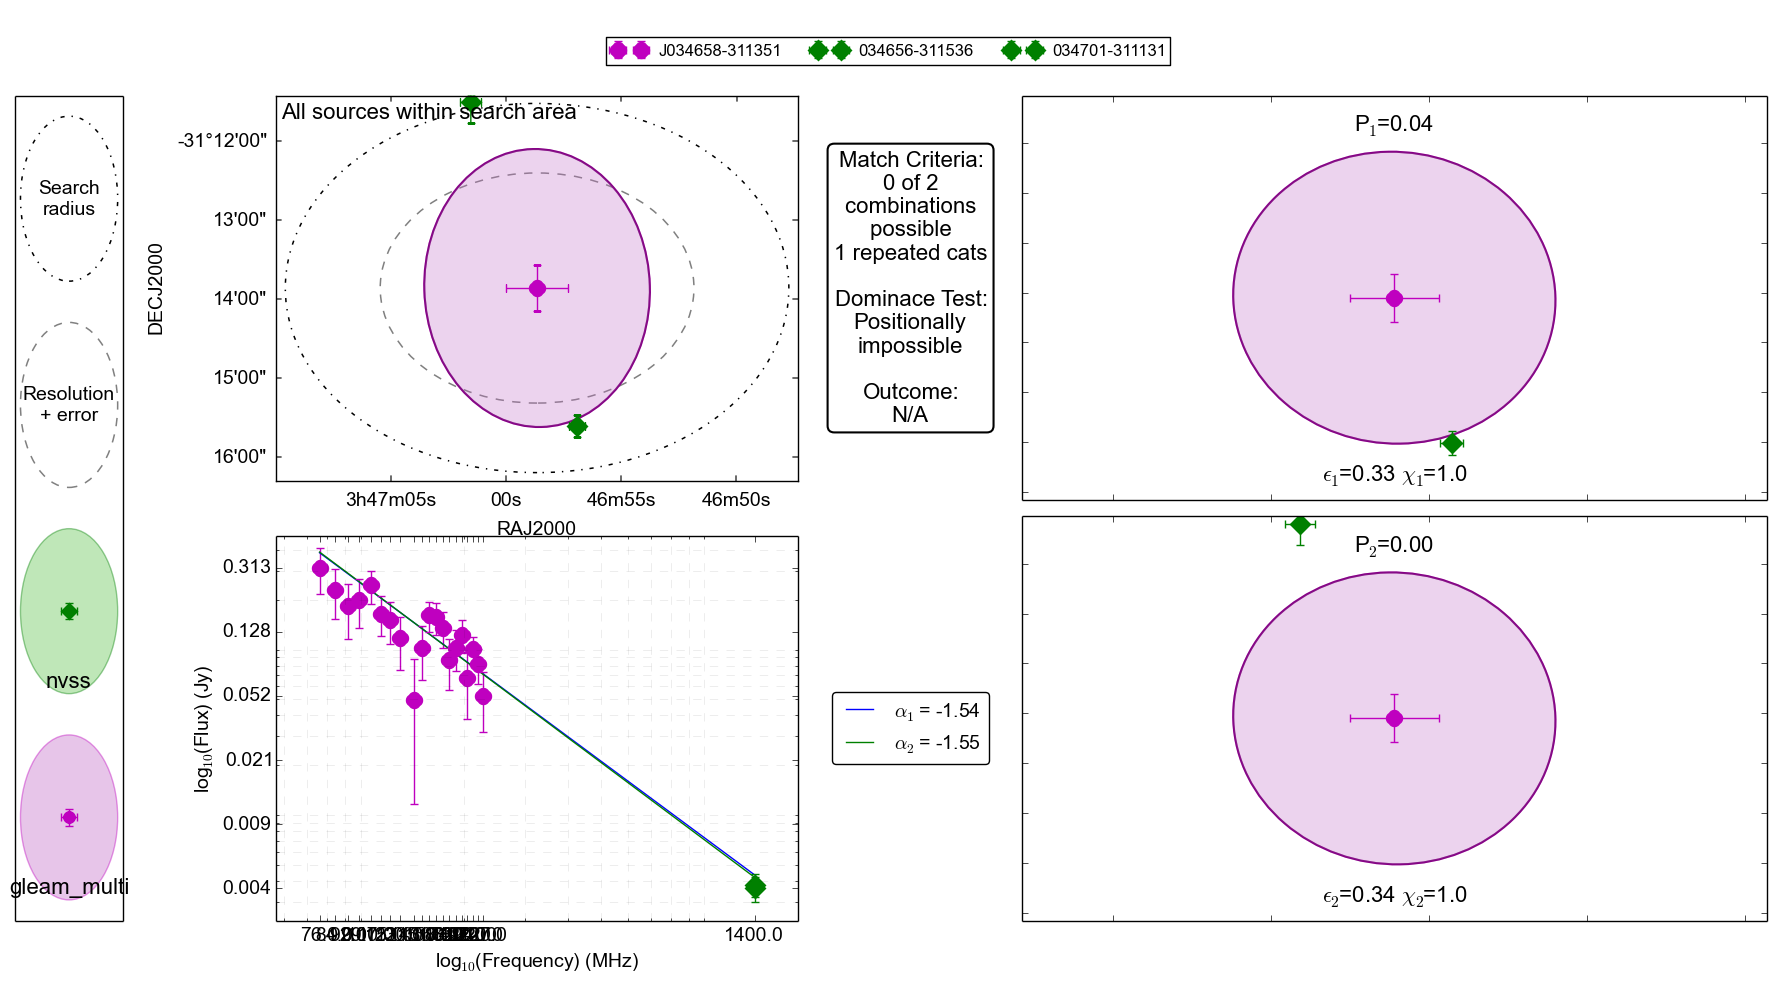 J034658-311351 034656-311536 034701-311131
Search
radius
Resolution
+ error
nvss
gleam_multi
All sources within search area
-31°12'00"
13'00"
14'00"
15'00"
16'00"
DECJ2000
3h47m05s 00s 46m55s 46m50s
RAJ2000
Match Criteria:
0 of 2
combinations
possible
1 repeated cats
Dominace Test:
Positionally
impossible
Outcome:
N/A
P1=0.04
ϵ1=0.33 χ1=1.0
P2=0.00
ϵ2=0.34 χ2=1.0
0.313
0.128
0.052
0.021
0.009
0.004
log10(Flux) (Jy)
1400.0
log10(Frequency) (MHz)
α1 = -1.54
α2 = -1.55